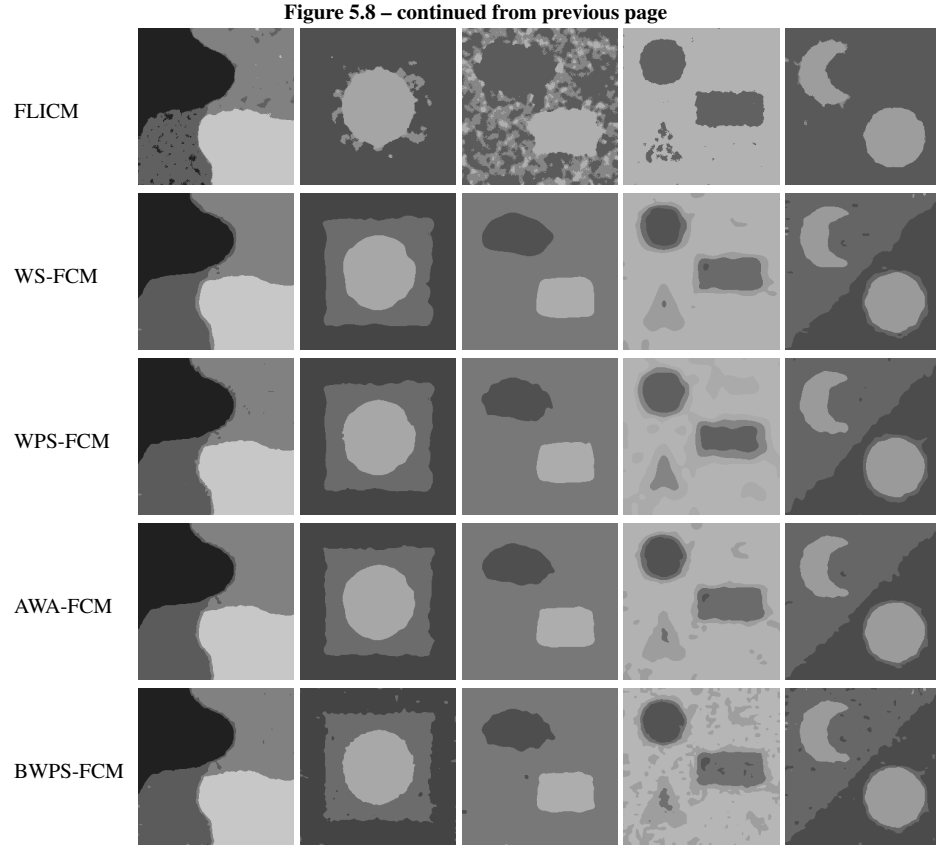 Figure 5.8 – continued from previous page
FLICM
WS-FCM
WPS-FCM
AWA-FCM
BWPS-FCM